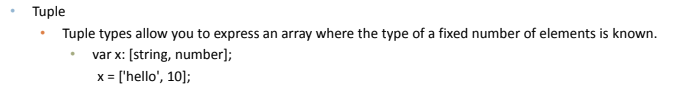 • Tuple
• Tuple types allow you to express an array where the type of a fixed number of elements is known.
• var x: [string, number];
x = ['hello', 10];